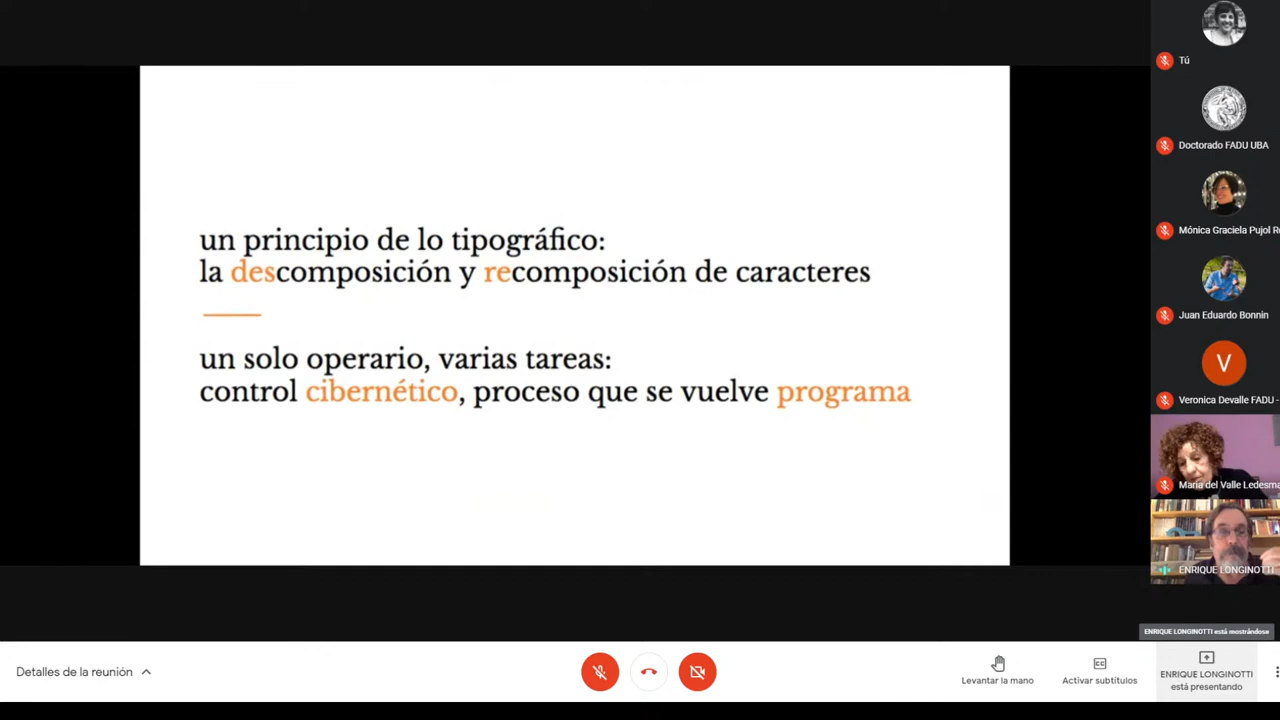 un principio de lo tipográfico:
la descomposición y recomposición de caracteres
un solo operario, varias tareas:
control cibernético, proceso que se vuelve programa
Tú
Doctorado FADU UBA
Mónica Graciela Pujol R
Juan Eduardo Bonnin
V
Veronica Devalle FADU -
María del Valle Ledesma
ENRIQUE LONGINOTTI
ENRIQUE LONGINOTTI está mostrándose
Detalles de la reunión
Levantar la mano
CC
Activar subtítulos
ENRIQUE LONGINOTTI
está presentando